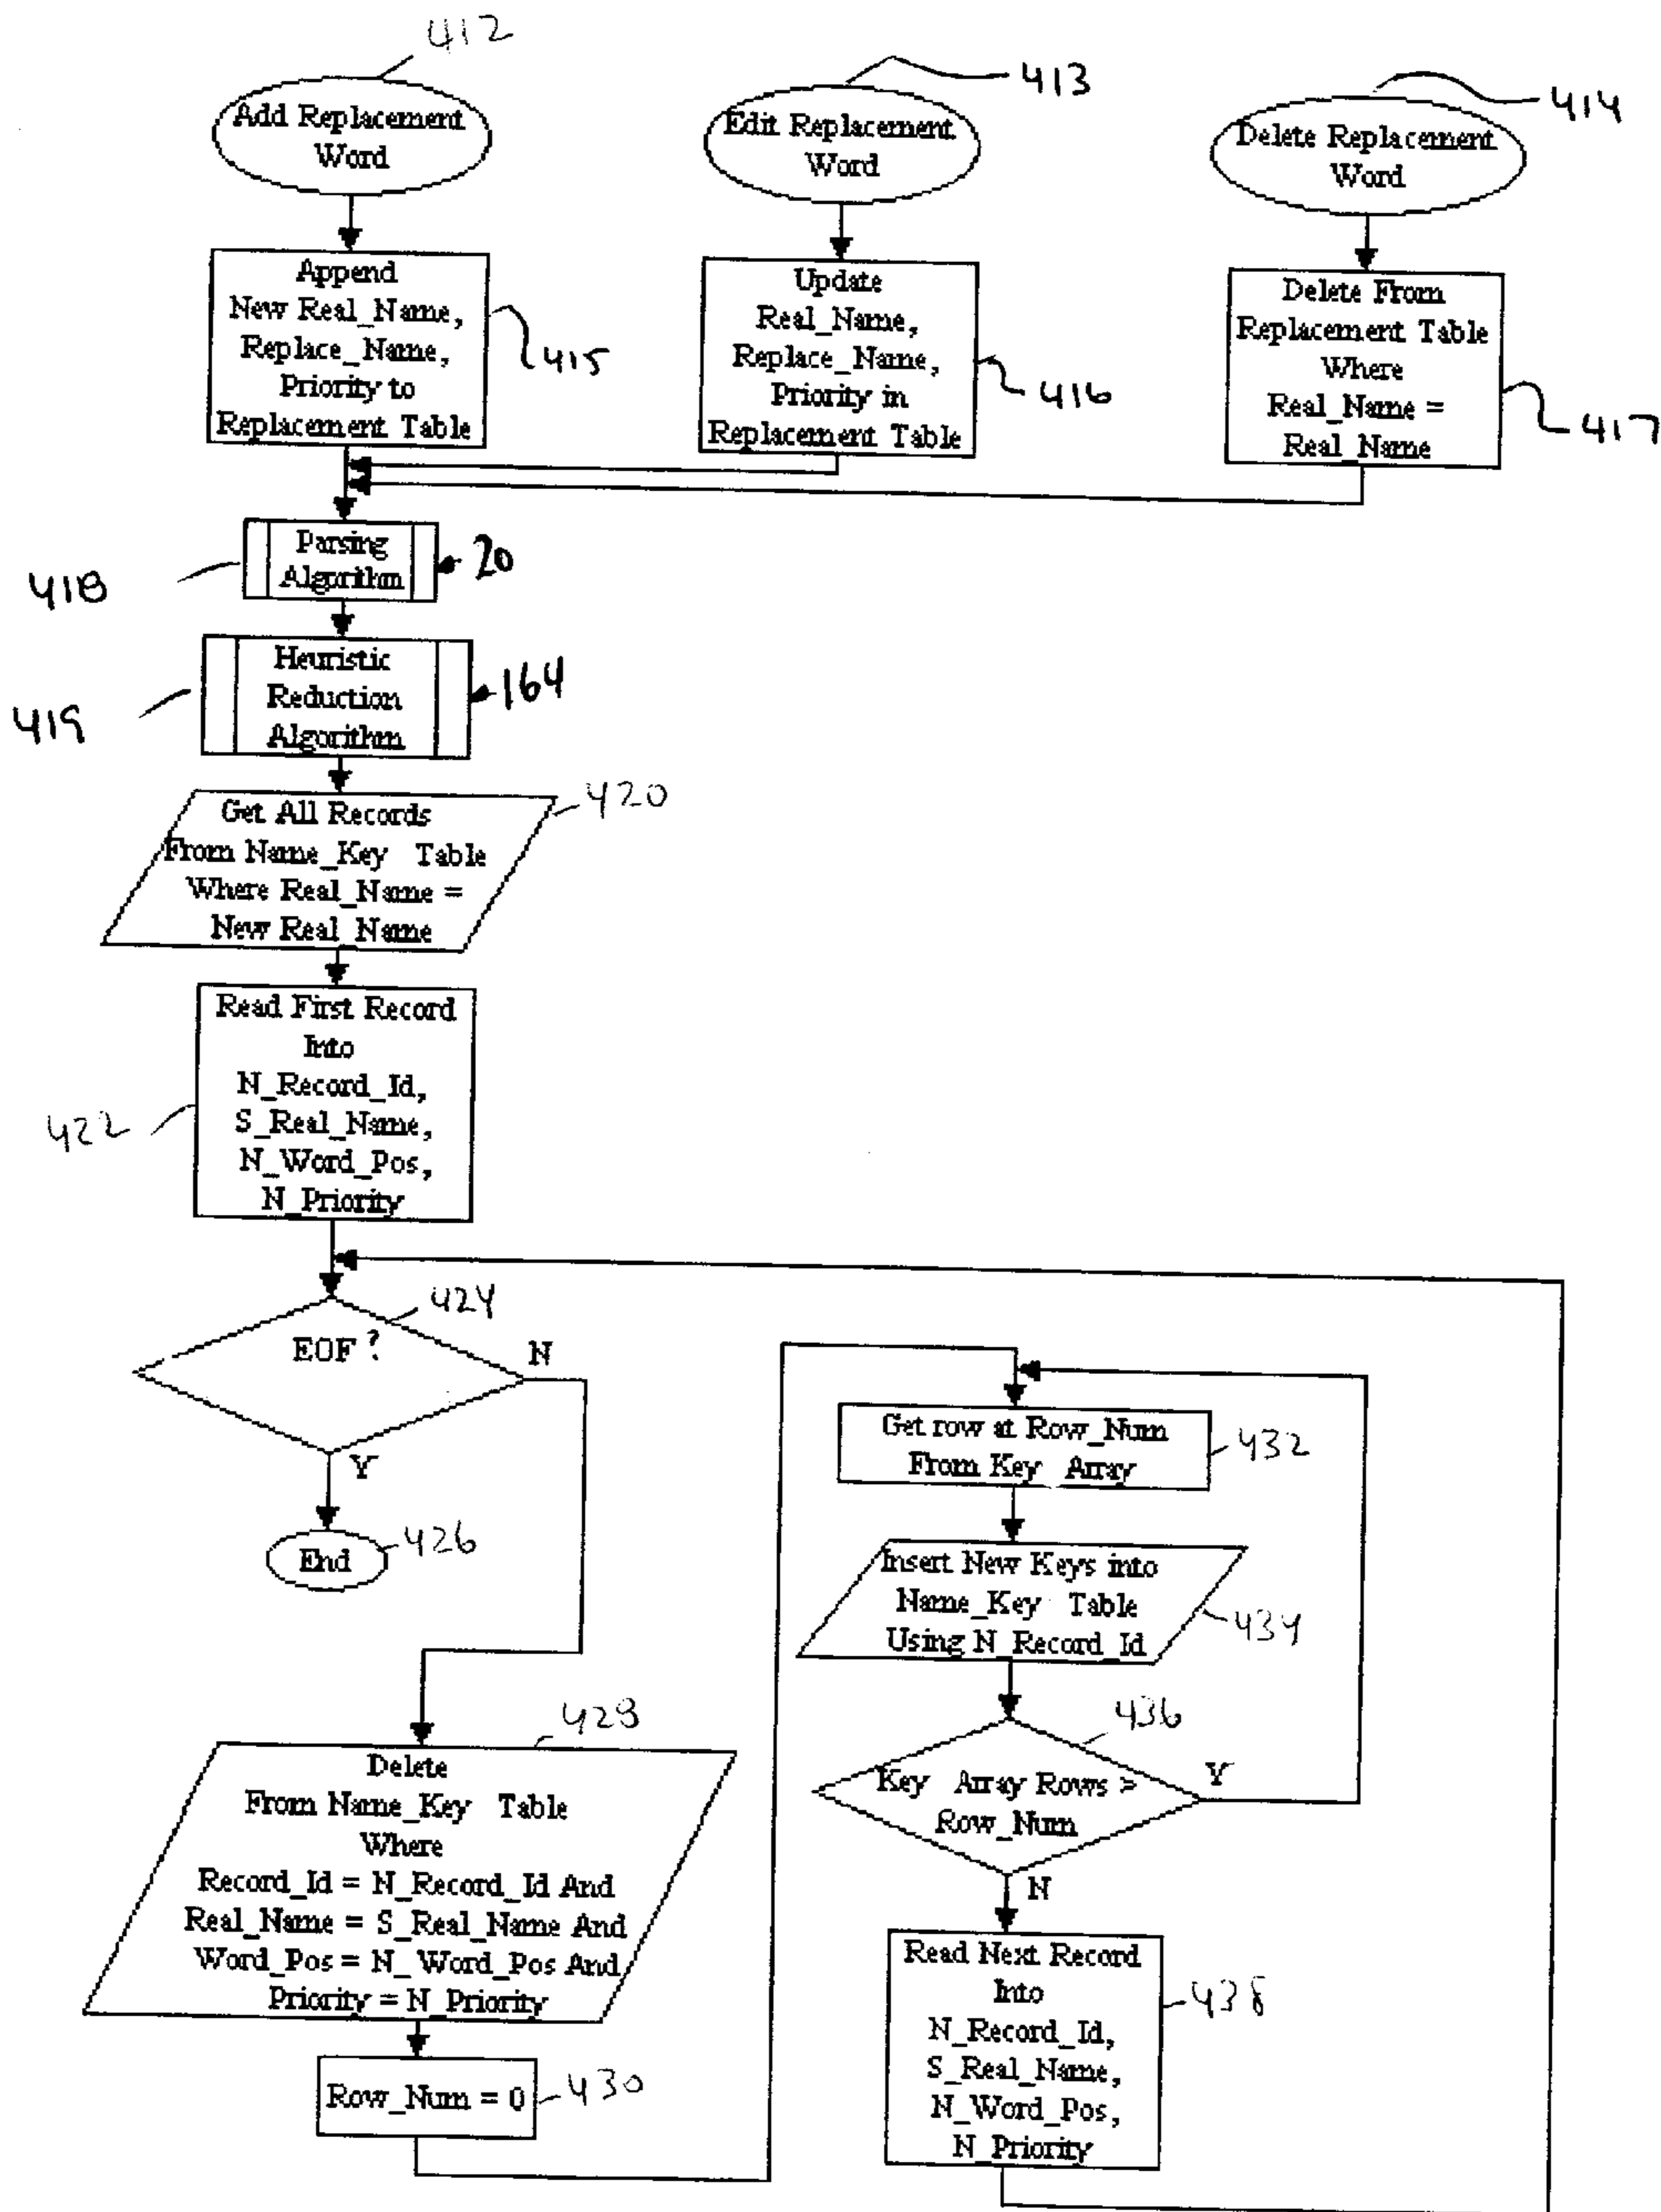 412
Add Replacement
Word
413
Edit Replacement
Word
414
Delete Replacement
Word
Append
New Real_Name,
Replace_Name,
Priority to
Replacement Table
415
Update
Real_Name,
Replace_Name,
Priority in
Replacement Table
416
Delete From
Replacement Table
Where
Real_Name =
Real_Name
417
418
Parsing
Algorithm
20
419
Heuristic
Reduction
Algorithm
164
Get All Records
From Name_Key Table
Where Real_Name =
New Real_Name
420
422
Read First Record
Into
N_Record_Id,
S_Real_Name,
N_Word_Pos,
N_Priority
EOF ?
424
N
Y
End
426
Delete
From Name_Key Table
Where
Record_Id = N_Record_Id And
Real_Name = S_Real_Name And
Word_Pos = N_Word_Pos And
Priority = N_Priority
428
Row_Num = 0
430
Get row at Row_Num
From Key Array
432
Insert New Keys into
Name_Key Table
Using N_Record_Id
434
Key Array Rows >
Row_Num
436
Y
N
Read Next Record
Into
N_Record_Id,
S_Real_Name,
N_Word_Pos,
N_Priority
438